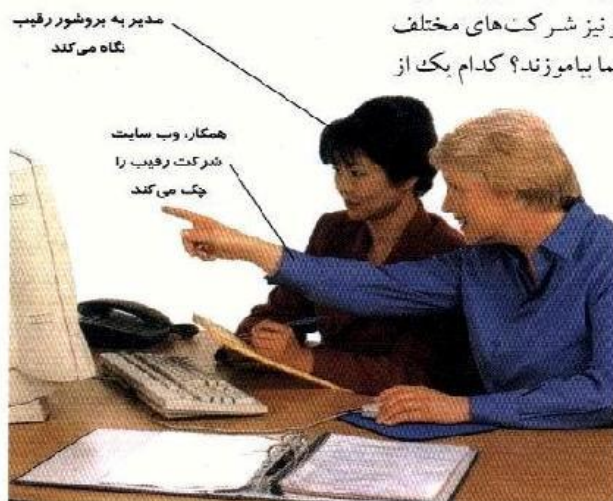 و نیز شرکت‌های مختلف
ما بیاموزند؟ کدام یک از
مدیر به بروشور رقیب
نگاه می‌کند
همکار، وب سایت
شرکت رقیب را
چک می‌کند